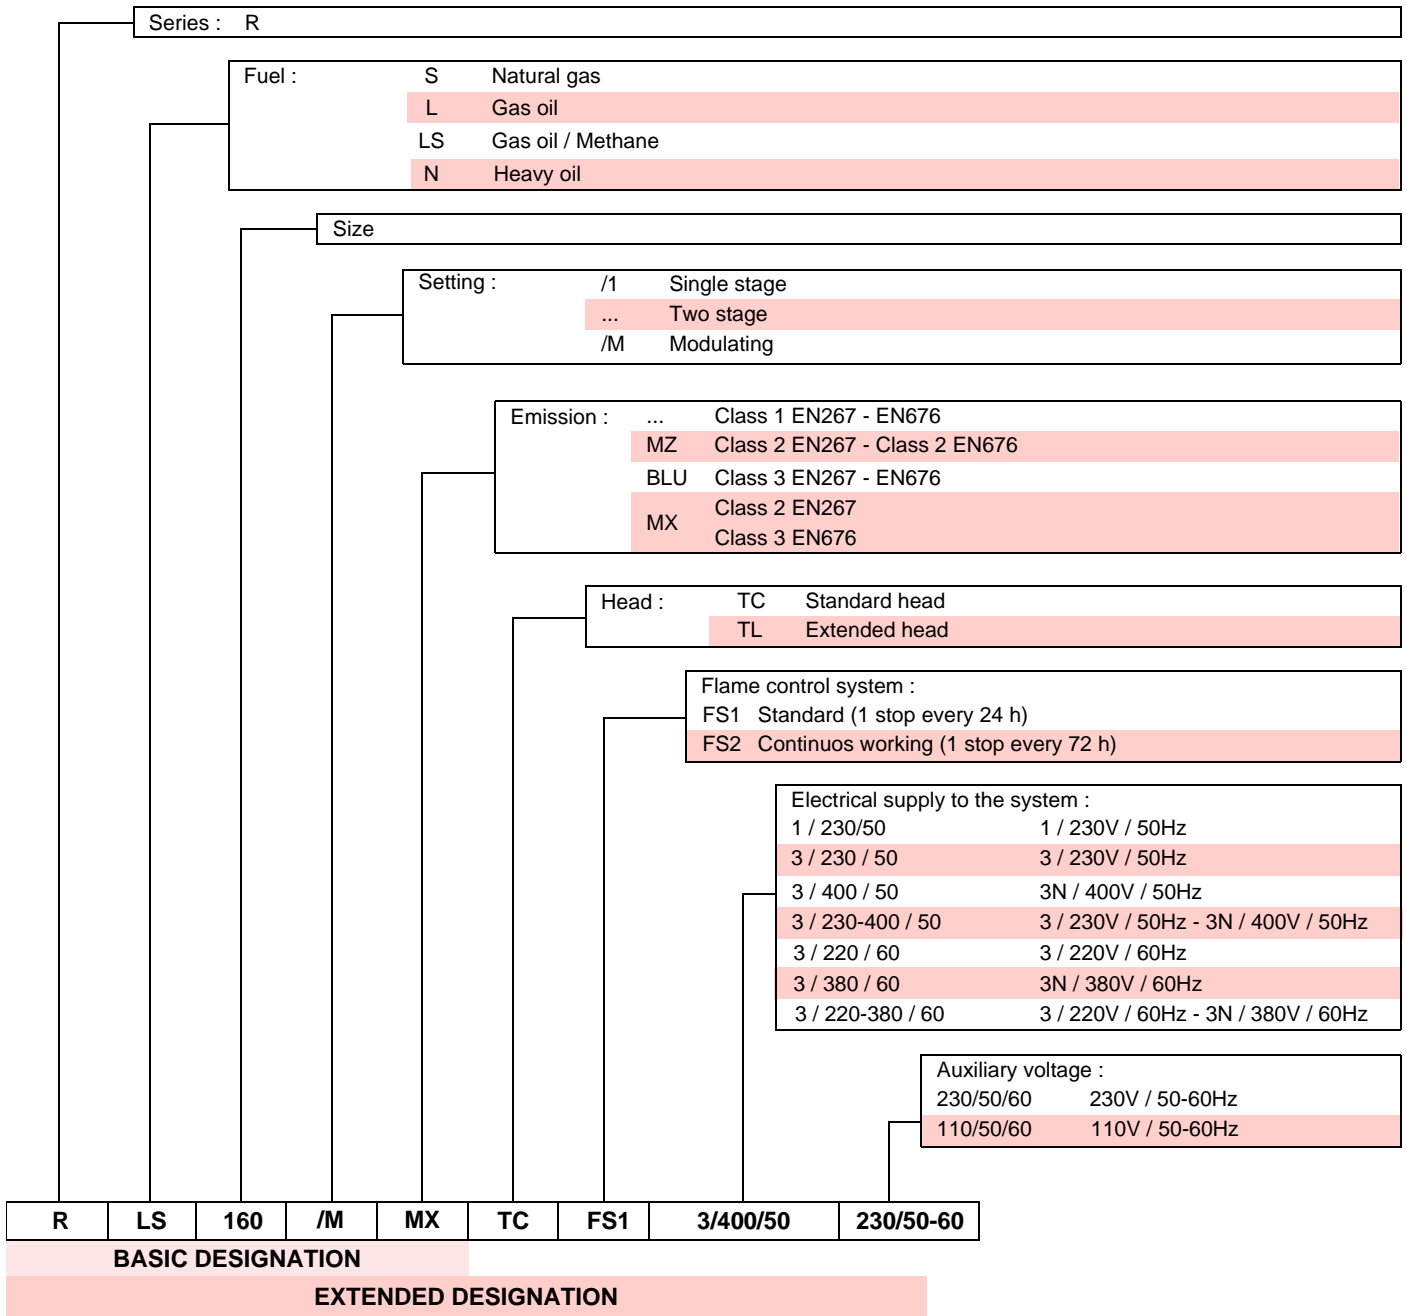 Series : R
Fuel : S Natural gas
L Gas oil
LS Gas oil / Methane
N Heavy oil
Size
Setting : /1 Single stage
... Two stage
/M Modulating
Emission : ... Class 1 EN267 - EN676
MZ Class 2 EN267 - Class 2 EN676
BLU Class 3 EN267 - EN676
MX Class 2 EN267
Class 3 EN676
Head : TC Standard head
TL Extended head
Flame control system :
FS1 Standard (1 stop every 24 h)
FS2 Continuos working (1 stop every 72 h)
Electrical supply to the system :
1 / 230/50 1 / 230V / 50Hz
3 / 230 / 50 3 / 230V / 50Hz
3 / 400 / 50 3N / 400V / 50Hz
3 / 230-400 / 50 3 / 230V / 50Hz - 3N / 400V / 50Hz
3 / 220 / 60 3 / 220V / 60Hz
3 / 380 / 60 3N / 380V / 60Hz
3 / 220-380 / 60 3 / 220V / 60Hz - 3N / 380V / 60Hz
Auxiliary voltage :
230/50/60 230V / 50-60Hz
110/50/60 110V / 50-60Hz
R LS 160 /M MX TC FS1 3/400/50 230/50-60
BASIC DESIGNATION
EXTENDED DESIGNATION